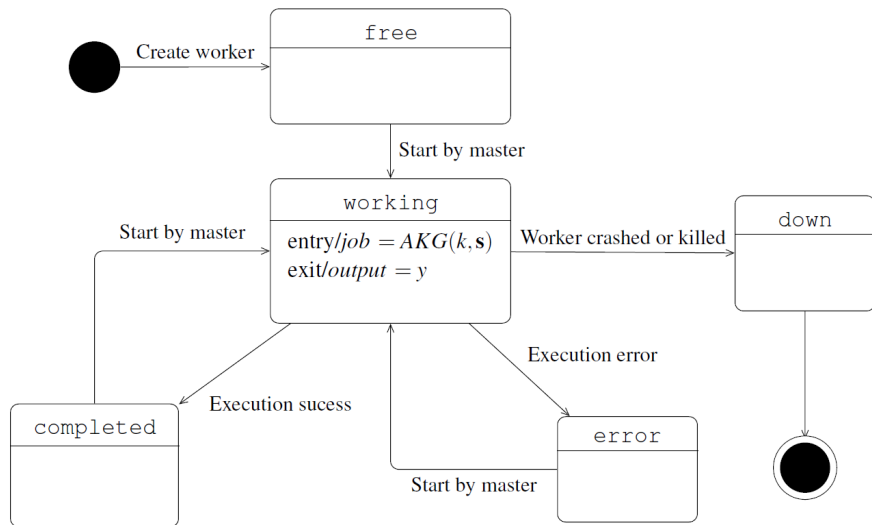 free
Create worker
Start by master
working
entry/job = AKG(k, s)
exit/output = y
Start by master
Worker crashed or killed
down
Execution error
Execution sucess
completed
error
Start by master